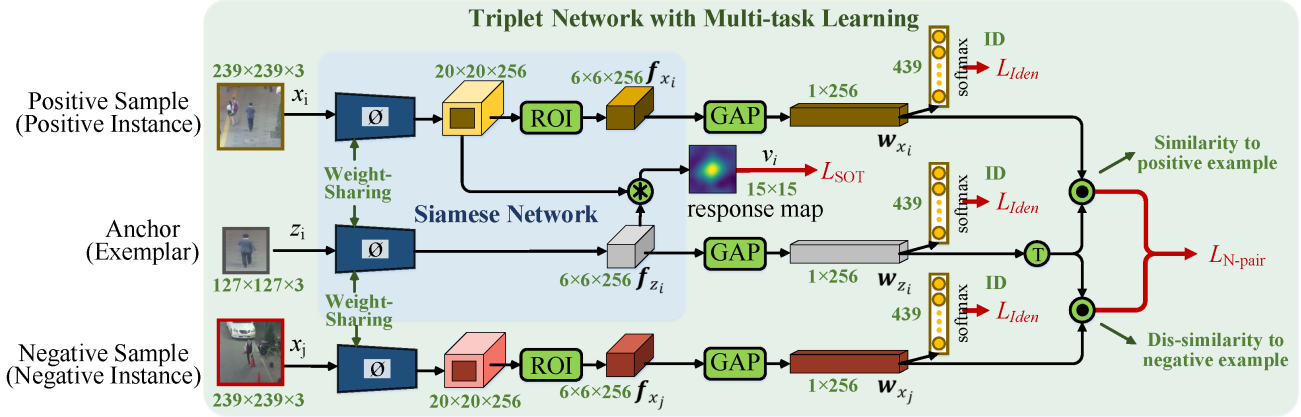 Triplet Network with Multi-task Learning
Positive Sample
(Positive Instance)
239×239×3
x_i
Ø
20×20×256
ROI
6×6×256
f_{x_i}
GAP
1×256
w_{x_i}
439
softmax
ID
L_{Iden}
Similarity to
positive example
Weight-
Sharing
Siamese Network
v_i
15×15
response map
L_{SOT}
Anchor
(Exemplar)
z_i
127×127×3
Ø
6×6×256
f_{z_i}
GAP
1×256
w_{z_i}
439
softmax
ID
L_{Iden}
T
L_{N-pair}
Weight-
Sharing
Negative Sample
(Negative Instance)
x_j
239×239×3
Ø
20×20×256
ROI
6×6×256
f_{x_j}
GAP
1×256
w_{x_j}
439
softmax
ID
L_{Iden}
Dis-similarity to
negative example